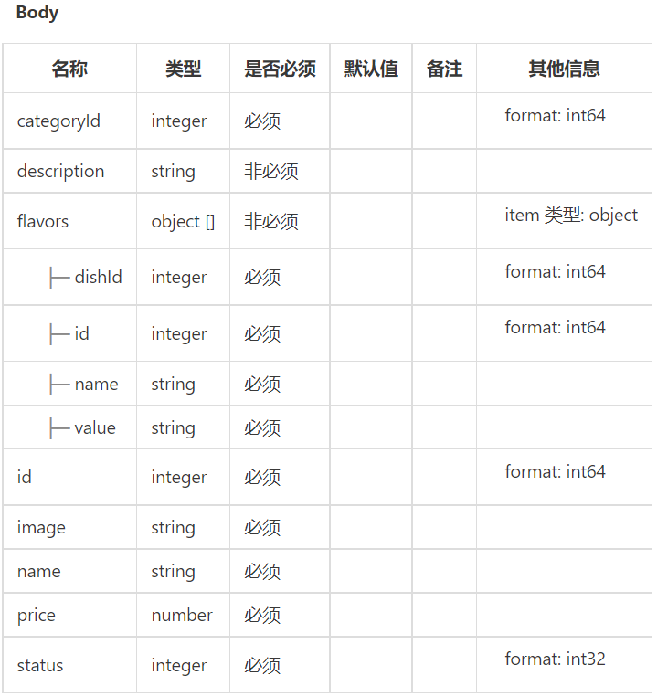 Body
名称 类型 是否必须 默认值 备注 其他信息
categoryId integer 必须 format: int64
description string 非必须
flavors object [] 非必须 item 类型: object
├─ dishId integer 必须 format: int64
├─ id integer 必须 format: int64
├─ name string 必须
├─ value string 必须
id integer 必须 format: int64
image string 必须
name string 必须
price number 必须
status integer 必须 format: int32